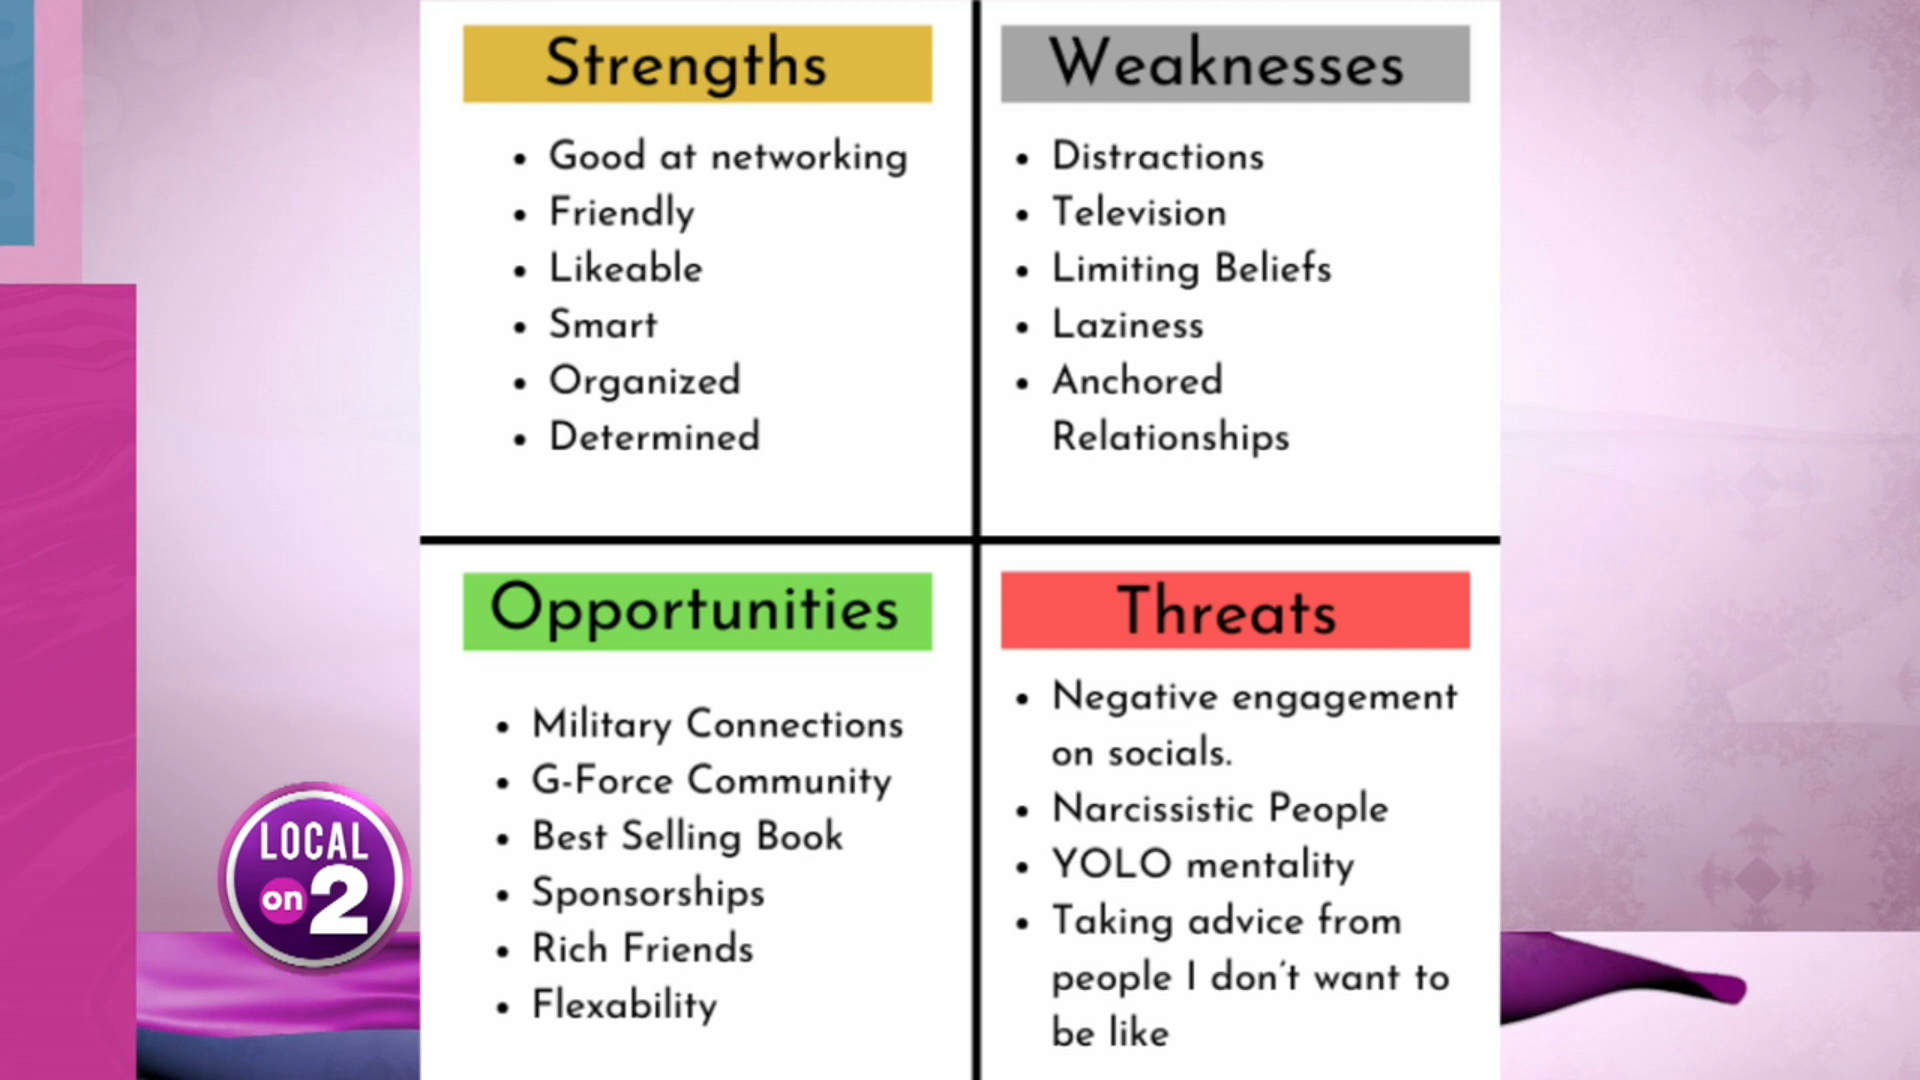 Strengths
• Good at networking
• Friendly
• Likeable
• Smart
• Organized
• Determined
Weaknesses
• Distractions
• Television
• Limiting Beliefs
• Laziness
• Anchored
Relationships
Opportunities
• Military Connections
• G-Force Community
• Best Selling Book
• Sponsorships
• Rich Friends
• Flexability
Threats
• Negative engagement
on socials.
• Narcissistic People
• YOLO mentality
• Taking advice from
people I don't want to
be like
LOCAL
on 2